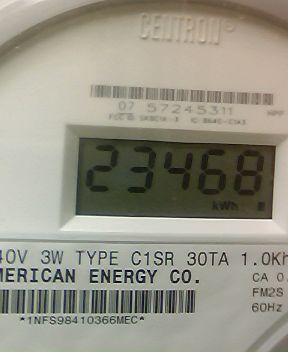 CENTRON®
07 57245311
23468
kWh
40V 3W TYPE C1SR 30TA 1.0Kh
MERICAN ENERGY CO.
CA 0.
FM2S
60Hz
*1NFS98410366MEC*